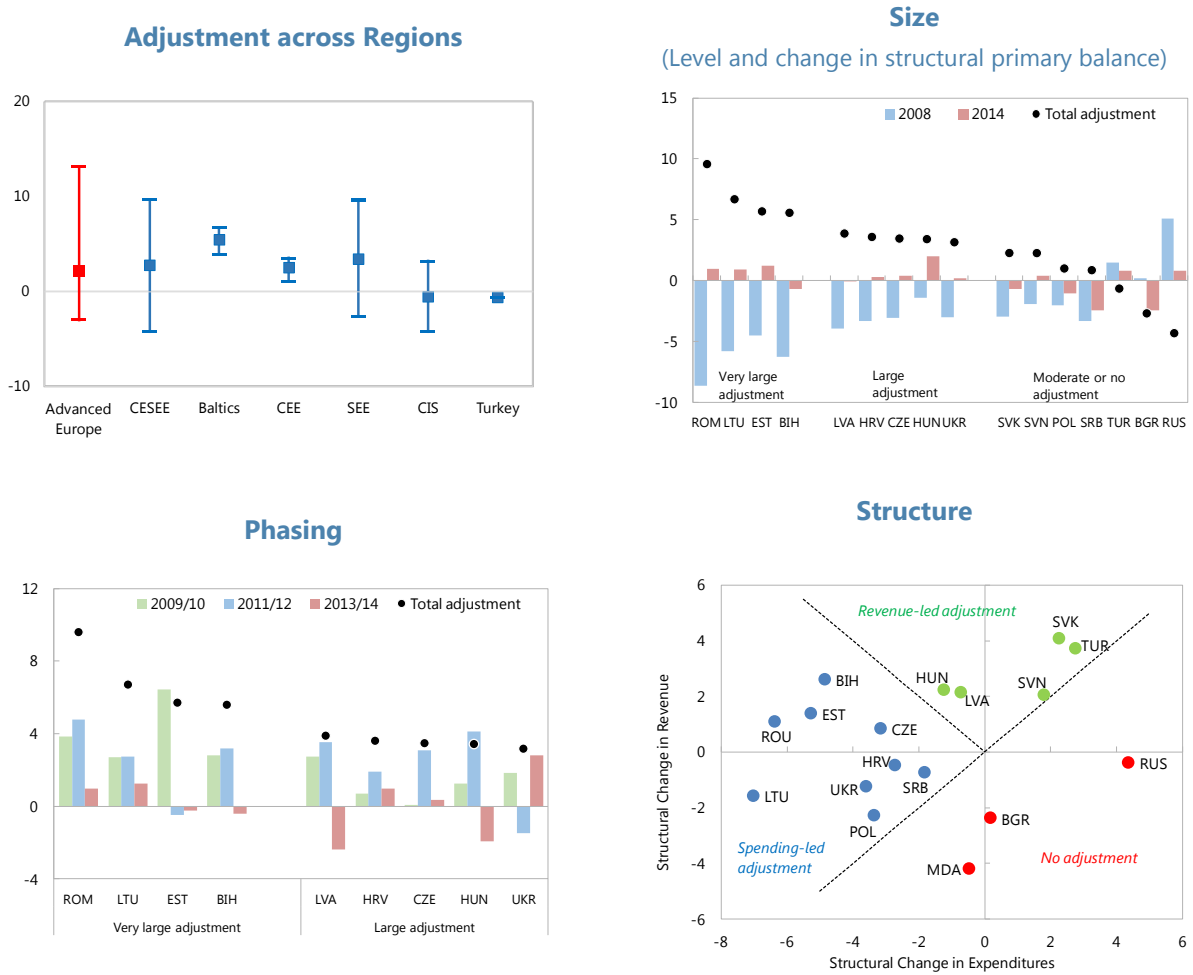 Adjustment across Regions
20
10
0
-10
Advanced
Europe
CESEE
Baltics
CEE
SEE
CIS
Turkey
Size
(Level and change in structural primary balance)
15
10
5
0
-5
-10
2008
2014
Total adjustment
Very large
adjustment
Large
adjustment
Moderate or no
adjustment
ROM LTU EST BIH LVA HRV CZE HUN UKR SVK SVN POL SRB TUR BGR RUS
Phasing
12
8
4
0
-4
2009/10
2011/12
2013/14
Total adjustment
ROM LTU EST BIH LVA HRV CZE HUN UKR
Very large adjustment
Large adjustment
Structure
Structural Change in Revenue
6
4
2
0
-2
-4
-6
Revenue-led adjustment
SVK
TUR
HUN
LVA
SVN
BIH
EST
ROU
CZE
HRV
RUS
UKR
SRB
LTU
POL
BGR
Spending-led
adjustment
No adjustment
MDA
-8 -6 -4 -2 0 2 4 6
Structural Change in Expenditures